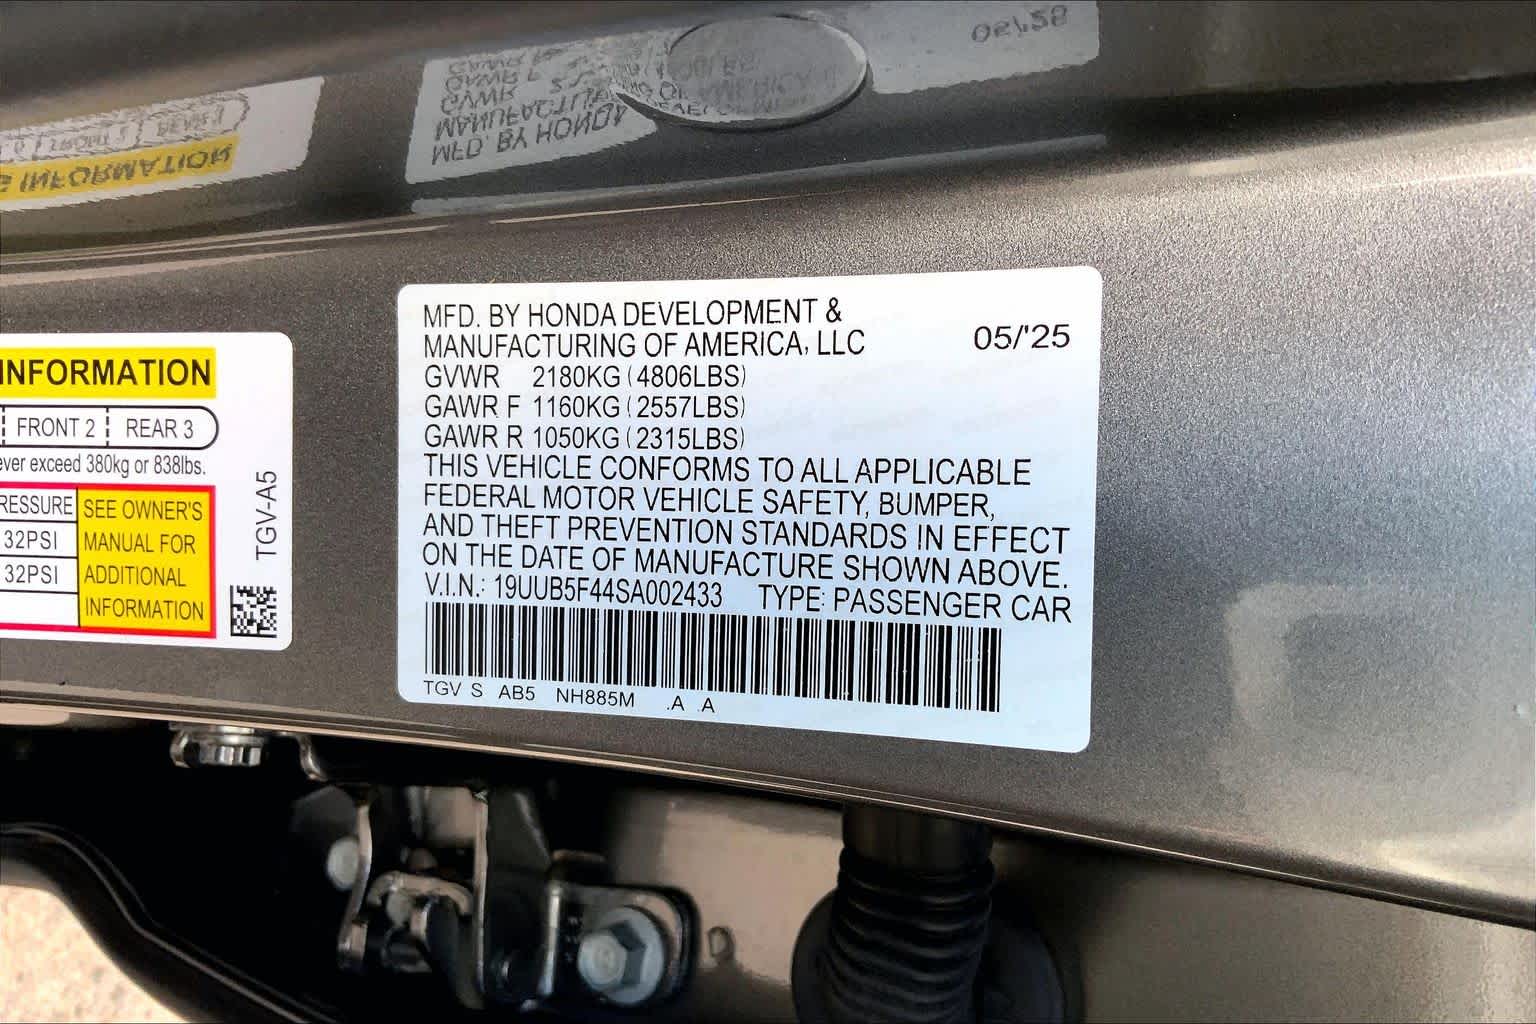 INFORMATION
FRONT 2 REAR 3
ever exceed 380kg or 838lbs.
RESSURE SEE OWNER'S
32PSI MANUAL FOR
32PSI ADDITIONAL
INFORMATION
TGV-A5
MFD. BY HONDA DEVELOPMENT &
MANUFACTURING OF AMERICA, LLC 05/'25
GVWR 2180KG (4806LBS)
GAWR F 1160KG (2557LBS)
GAWR R 1050KG (2315LBS)
THIS VEHICLE CONFORMS TO ALL APPLICABLE
FEDERAL MOTOR VEHICLE SAFETY, BUMPER,
AND THEFT PREVENTION STANDARDS IN EFFECT
ON THE DATE OF MANUFACTURE SHOWN ABOVE.
V.I.N.: 19UUB5F44SA002433 TYPE: PASSENGER CAR
TGV S AB5 NH885M .A A